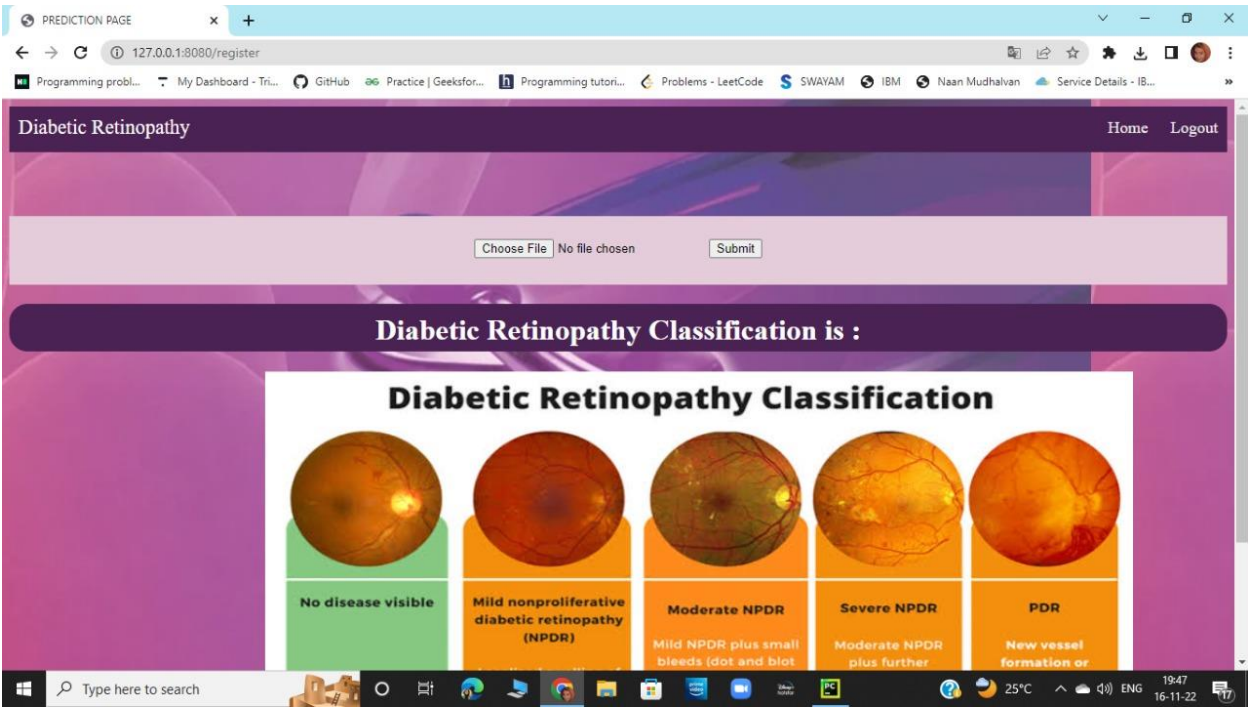 PREDICTION PAGE
127.0.0.1:8080/register
Programming probl... My Dashboard - Tri... GitHub Practice | Geeksfor... Programming tutori... Problems - LeetCode SWAYAM IBM Naan Mudhalvan Service Details - IB... »
Diabetic Retinopathy Home Logout
Choose File No file chosen Submit
Diabetic Retinopathy Classification is :
Diabetic Retinopathy Classification
No disease visible
Mild nonproliferative
diabetic retinopathy
(NPDR)
Moderate NPDR
Mild NPDR plus small
bleeds (dot and blot
Severe NPDR
Moderate NPDR
plus further
PDR
New vessel
formation or
Type here to search
25°C ENG 19:47
16-11-22